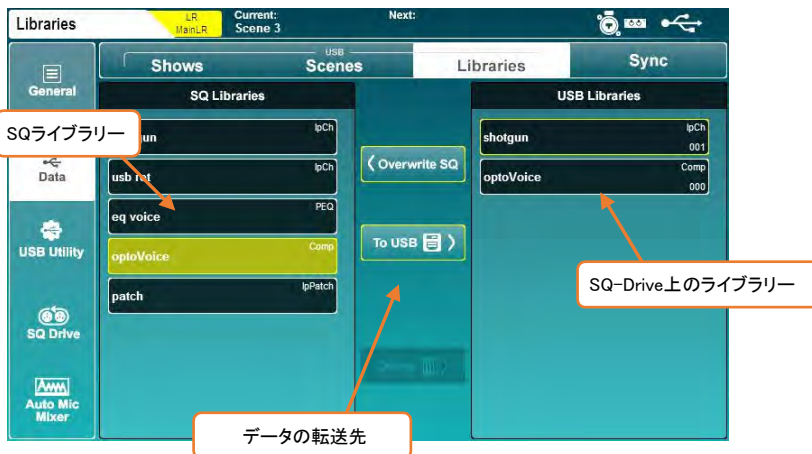 Libraries
LR
MainLR
Current:
Scene 3
Next:
General
Data
USB Utility
SQ Drive
Auto Mic
Mixer
USB
Shows
Scenes
Libraries
Sync
SQ Libraries
SQライブラリー
un
IpCh
usb ret
IpCh
eq voice
PEQ
optoVoice
Comp
patch
IpPatch
Overwrite SQ
To USB
USB Libraries
shotgun
IpCh
001
optoVoice
Comp
000
SQ-Drive上のライブラリー
データの転送先